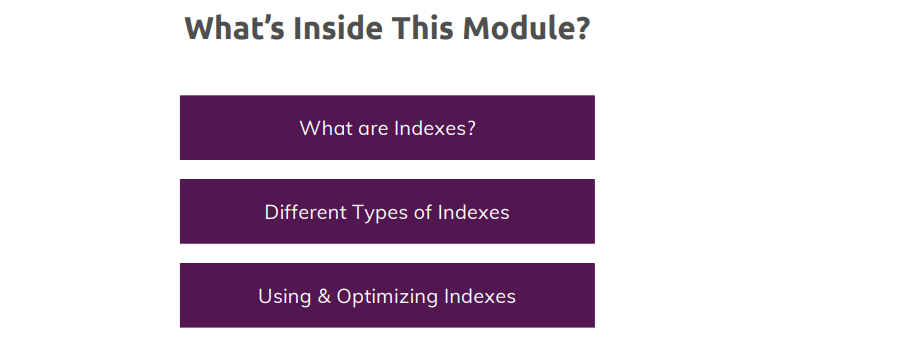 What’s Inside This Module?
What are Indexes?
Different Types of Indexes
Using & Optimizing Indexes